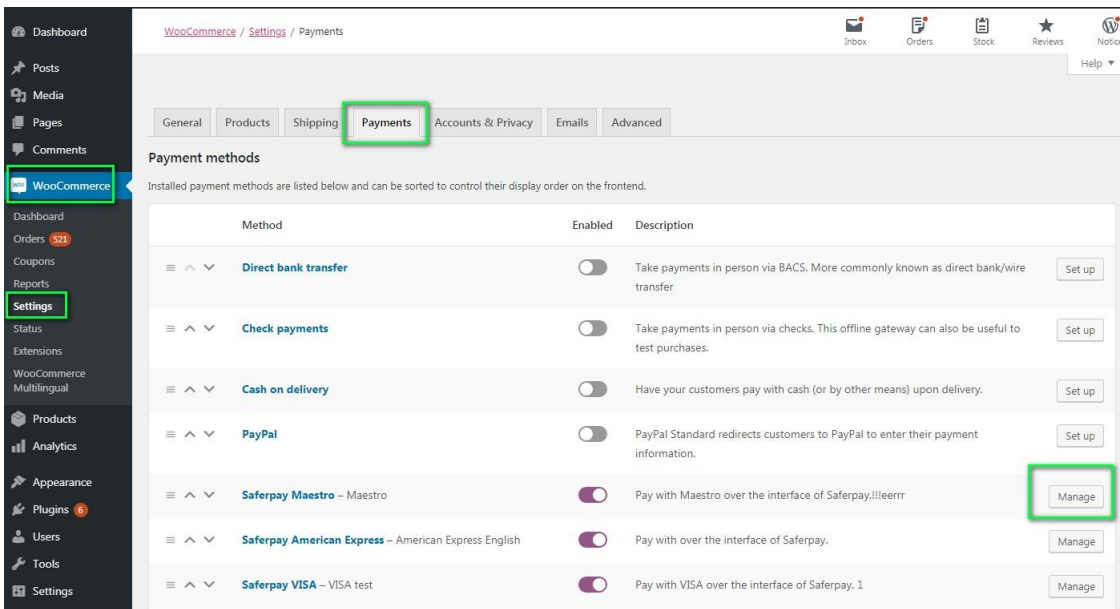 Dashboard
Posts
Media
Pages
Comments
woo WooCommerce
Dashboard
Orders 521
Coupons
Reports
Settings
Status
Extensions
WooCommerce
Multilingual
Products
Analytics
Appearance
Plugins 6
Users
Tools
Settings
WooCommerce / Settings / Payments
Inbox
Orders
Stock
Reviews
Notic
Help
General Products Shipping Payments Accounts & Privacy Emails Advanced
Payment methods
Installed payment methods are listed below and can be sorted to control their display order on the frontend.
Method Enabled Description
Direct bank transfer Take payments in person via BACS. More commonly known as direct bank/wire
transfer
Set up
Check payments Take payments in person via checks. This offline gateway can also be useful to
test purchases.
Set up
Cash on delivery Have your customers pay with cash (or by other means) upon delivery. Set up
PayPal PayPal Standard redirects customers to PayPal to enter their payment
information.
Set up
Saferpay Maestro – Maestro Pay with Maestro over the interface of Saferpay.!!!eerrr Manage
Saferpay American Express – American Express English Pay with over the interface of Saferpay. Manage
Saferpay VISA – VISA test Pay with VISA over the interface of Saferpay. 1 Manage